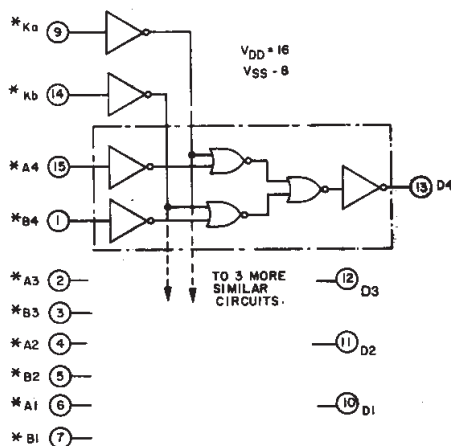 *Ka 9
VDD = 16
VSS - 8
*Kb 14
*A4 15
13 D4
*B4 1
*A3 2
TO 3 MORE
SIMILAR
CIRCUITS.
12 D3
*B3 3
*A2 4
11 D2
*B2 5
*A1 6
10 D1
*B1 7